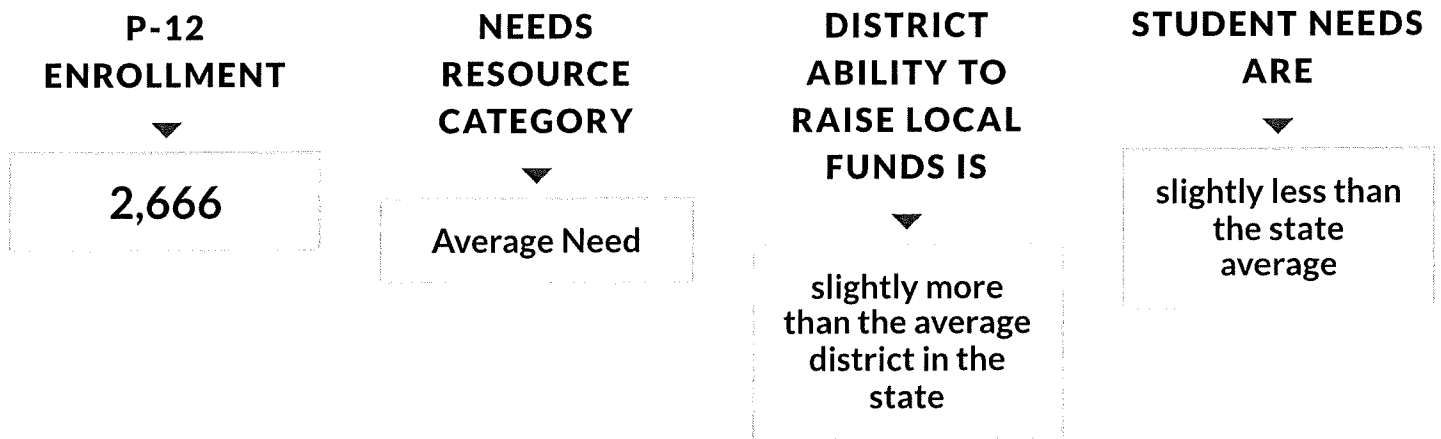 P-12
ENROLLMENT
2,666
NEEDS
RESOURCE
CATEGORY
Average Need
DISTRICT
ABILITY TO
RAISE LOCAL
FUNDS IS
slightly more
than the average
district in the
state
STUDENT NEEDS
ARE
slightly less than
the state
average